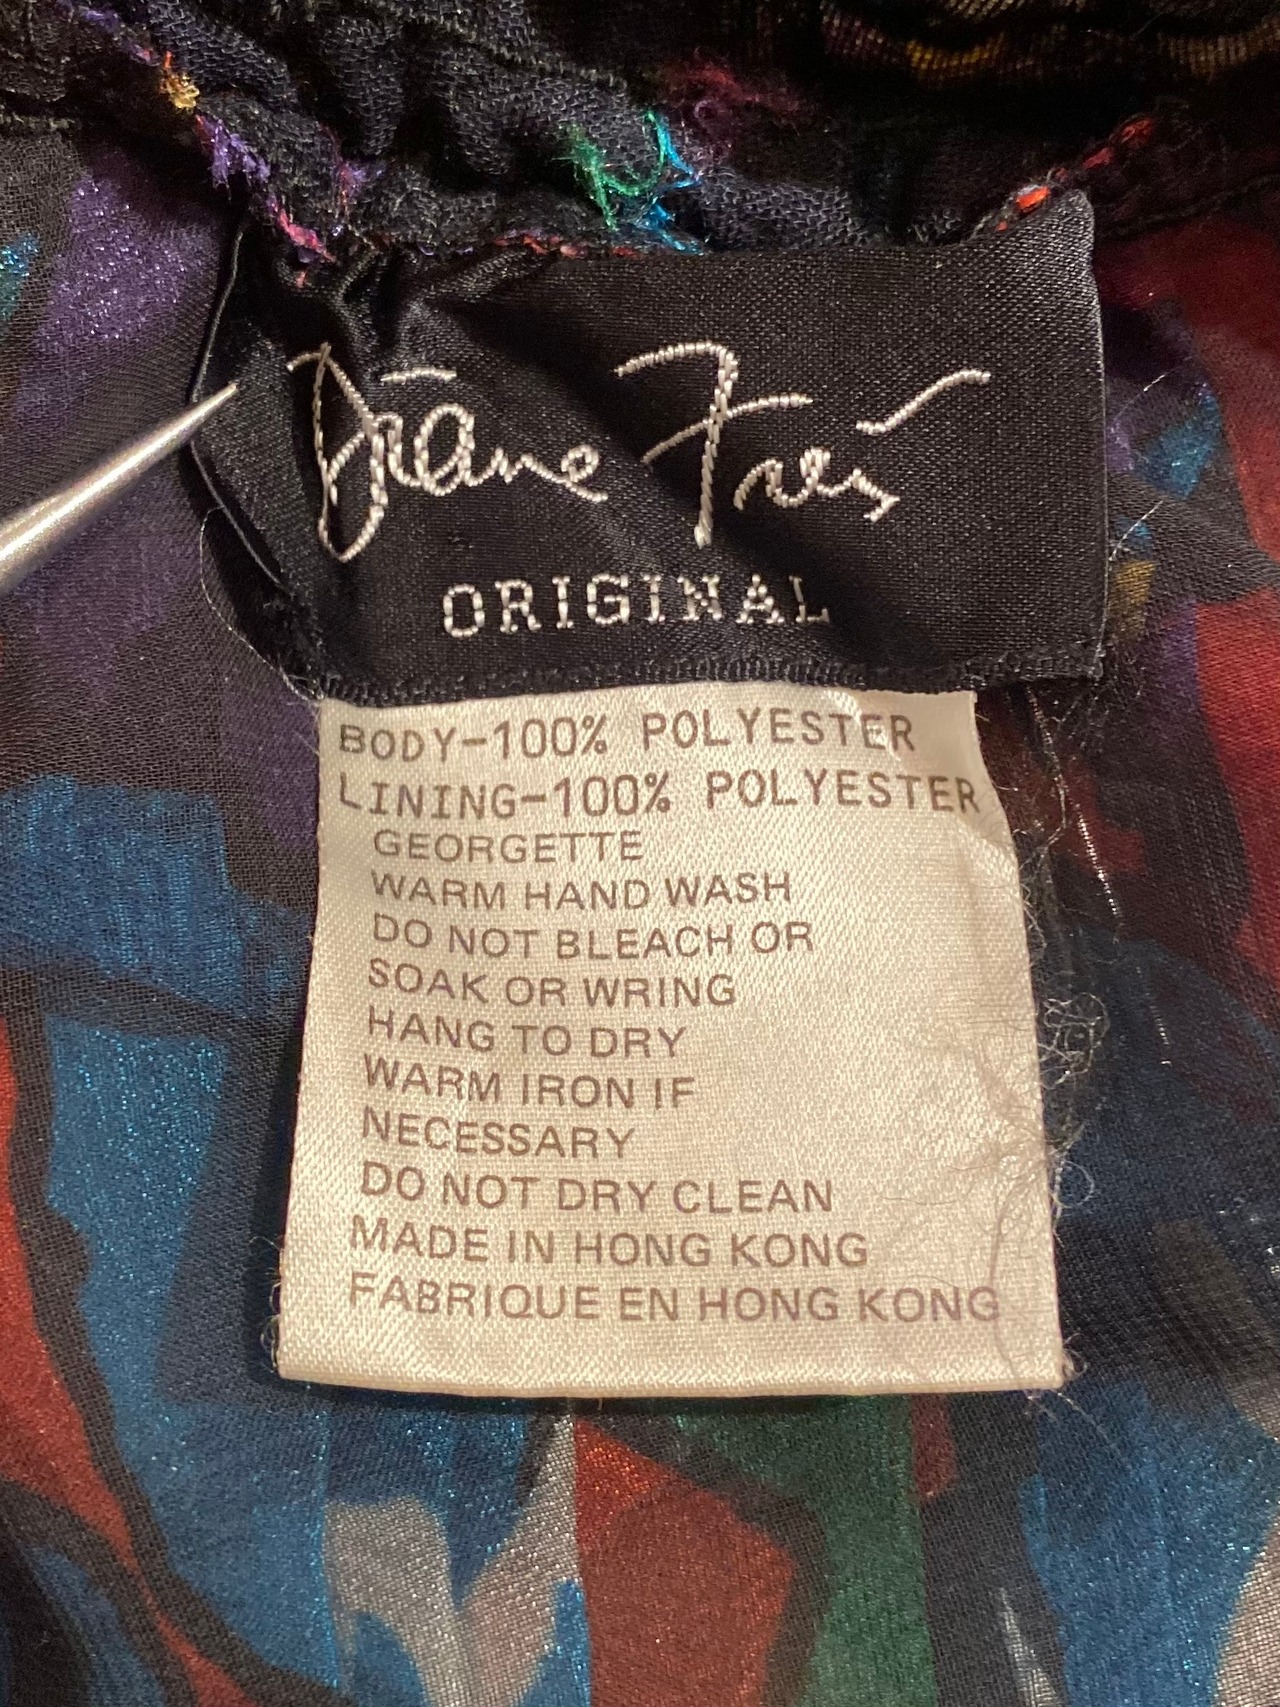 Diane Freis
ORIGINAL
BODY-100% POLYESTER
LINING-100% POLYESTER
GEORGETTE
WARM HAND WASH
DO NOT BLEACH OR
SOAK OR WRING
HANG TO DRY
WARM IRON IF
NECESSARY
DO NOT DRY CLEAN
MADE IN HONG KONG
FABRIQUE EN HONG KONG